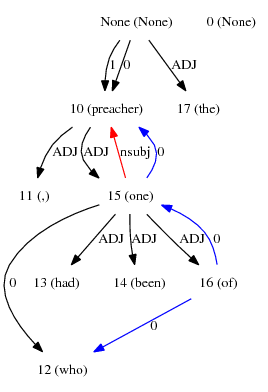 None (None) 0 (None)
1 0 ADJ
10 (preacher) 17 (the)
ADJ ADJ nsubj 0
11 (,) 15 (one)
0 ADJ ADJ ADJ 0
13 (had) 14 (been) 16 (of)
0
12 (who)